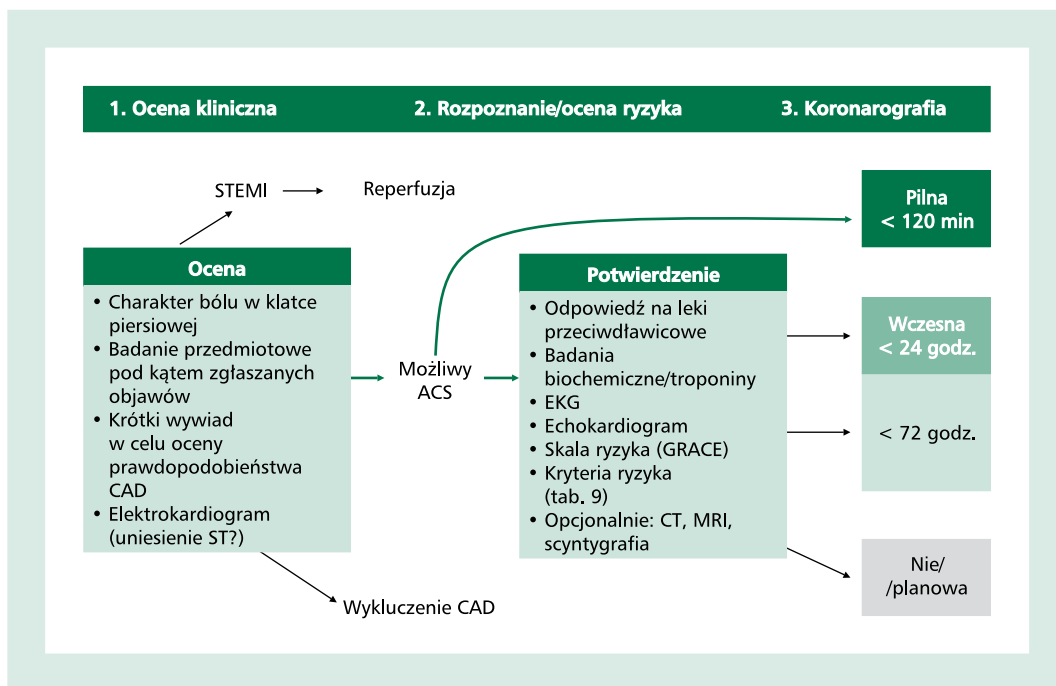 1. Ocena kliniczna
2. Rozpoznanie/ocena ryzyka
3. Koronarografia
STEMI
Reperfuzja
Pilna
< 120 min
Ocena
• Charakter bólu w klatce
piersiowej
• Badanie przedmiotowe
pod kątem zgłaszanych
objawów
• Krótki wywiad
w celu oceny
prawdopodobieństwa
CAD
• Elektrokardiogram
(uniesienie ST?)
Możliwy
ACS
Potwierdzenie
• Odpowiedź na leki
przeciwdławicowe
• Badania
biochemiczne/troponiny
• EKG
• Echokardiogram
• Skala ryzyka (GRACE)
• Kryteria ryzyka
(tab. 9)
• Opcjonalnie: CT, MRI,
scyntygrafia
Wczesna
< 24 godz.
< 72 godz.
Nie/
/planowa
Wykluczenie CAD